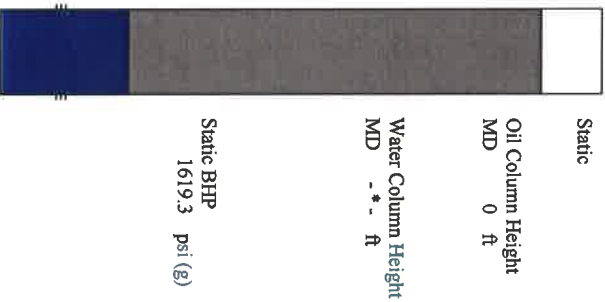 Static
Oil Column Height
MD 0 ft
Water Column Height
MD - * - ft
Static BHP
1619.3 psi (g)